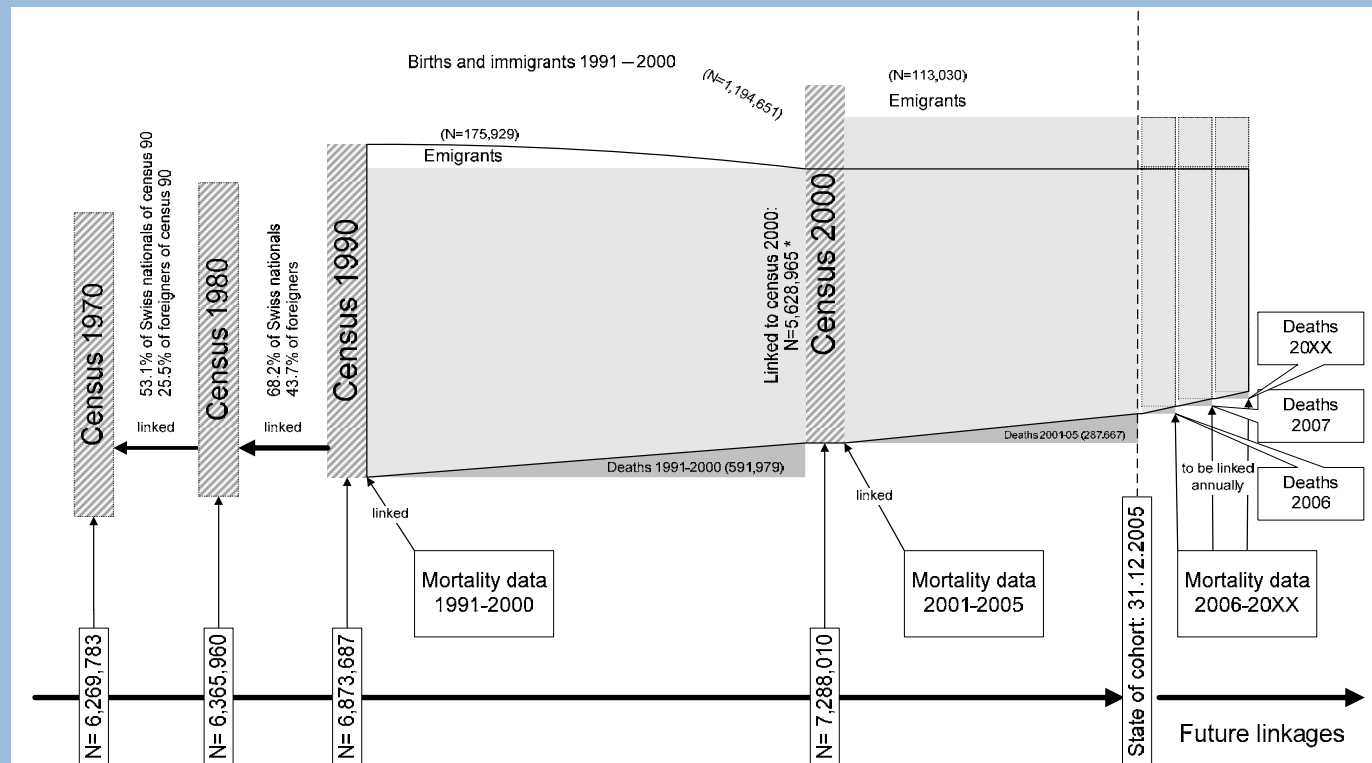 Births and immigrants 1991 – 2000
(N=1,194,651)
(N=113,030)
Emigrants
(N=175,929)
Emigrants
53.1% of Swiss nationals of census 90
25.5% of foreigners of census 90
68.2% of Swiss nationals
43.7% of foreigners
Census 1970
Census 1980
Census 1990
Linked to census 2000:
N=5,628,965 *
Census 2000
linked
linked
Deaths
20XX
Deaths
2007
Deaths
2006
Deaths 1991-2000 (591,979)
Deaths 2001-05 (287.667)
to be linked
annually
linked
linked
Mortality data
1991-2000
Mortality data
2001-2005
Mortality data
2006-20XX
N= 6,269,783
N= 6,365,960
N= 6,873,687
N= 7,288,010
State of cohort: 31.12.2005
Future linkages